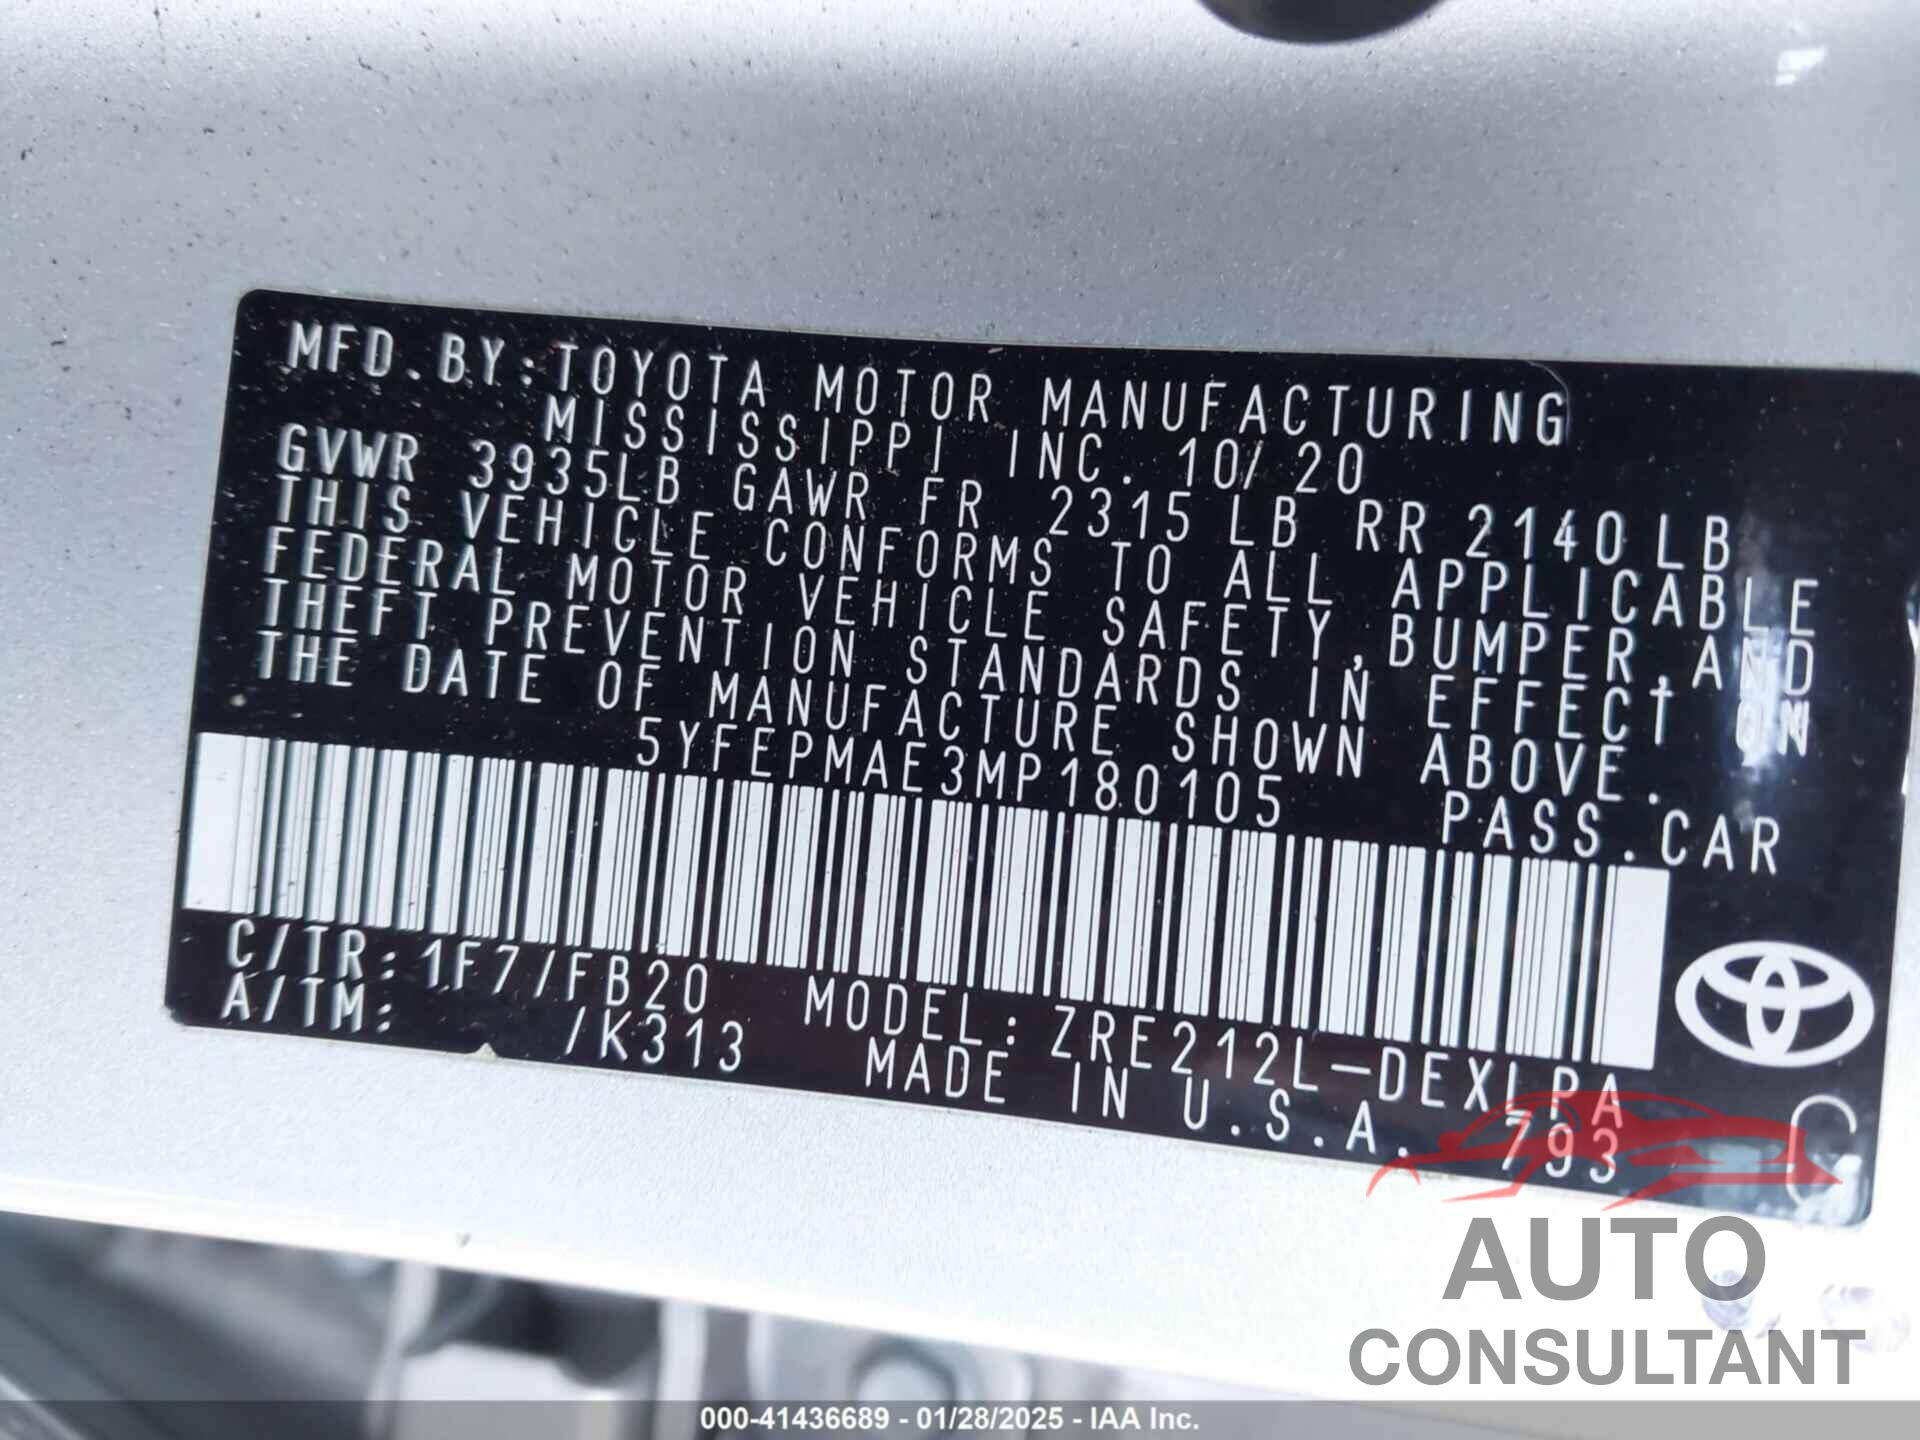 MFD.BY:TOYOTA MOTOR MANUFACTURING
MISSISSIPPI INC. 10/20
GVWR 3935LB GAWR FR 2315LB RR 2140LB
THIS VEHICLE CONFORMS TO ALL APPLICABLE
FEDERAL MOTOR VEHICLE SAFETY,BUMPER,AND
THEFT PREVENTION STANDARDS IN EFFECT ON
THE DATE OF MANUFACTURE SHOWN ABOVE.
5YFEPMAE3MP180105 PASS.CAR
C/TR:1F7/FB20 MODEL:ZRE212L-DEXLPA
A/TM: /K313 MADE IN U.S.A. 793
AUTO
CONSULTANT
000-41436689 - 01/28/2025 - IAA Inc.